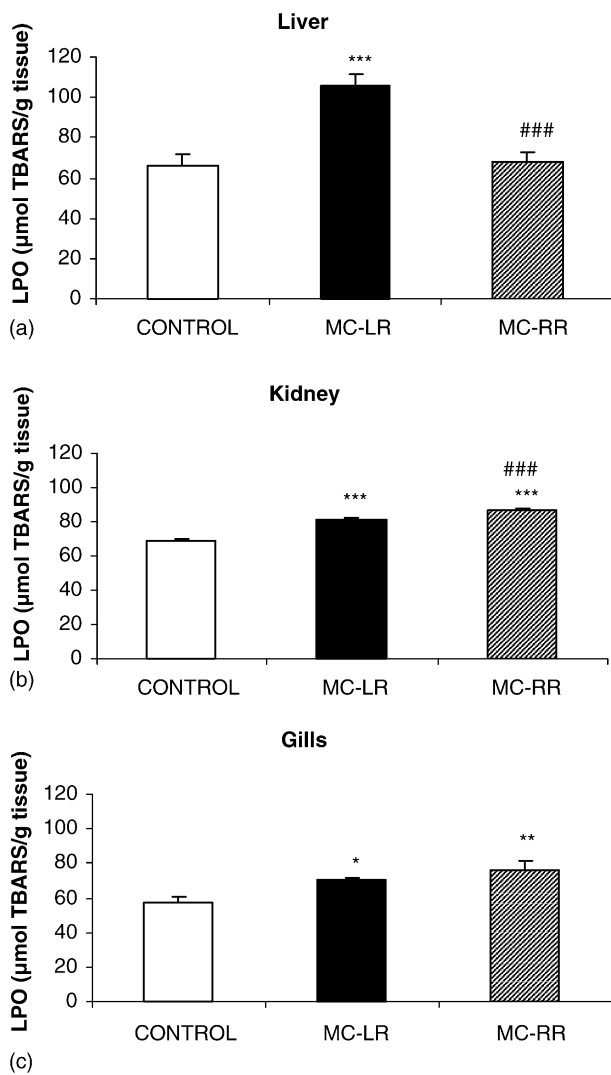 Liver
LPO (µmol TBARS/g tissue)
120
100
80
60
40
20
0
***
###
CONTROL MC-LR MC-RR
(a)
Kidney
LPO (µmol TBARS/g tissue)
120
100
80
60
40
20
0
***
###
***
CONTROL MC-LR MC-RR
(b)
Gills
LPO (µmol TBARS/g tissue)
120
100
80
60
40
20
0
*
**
CONTROL MC-LR MC-RR
(c)